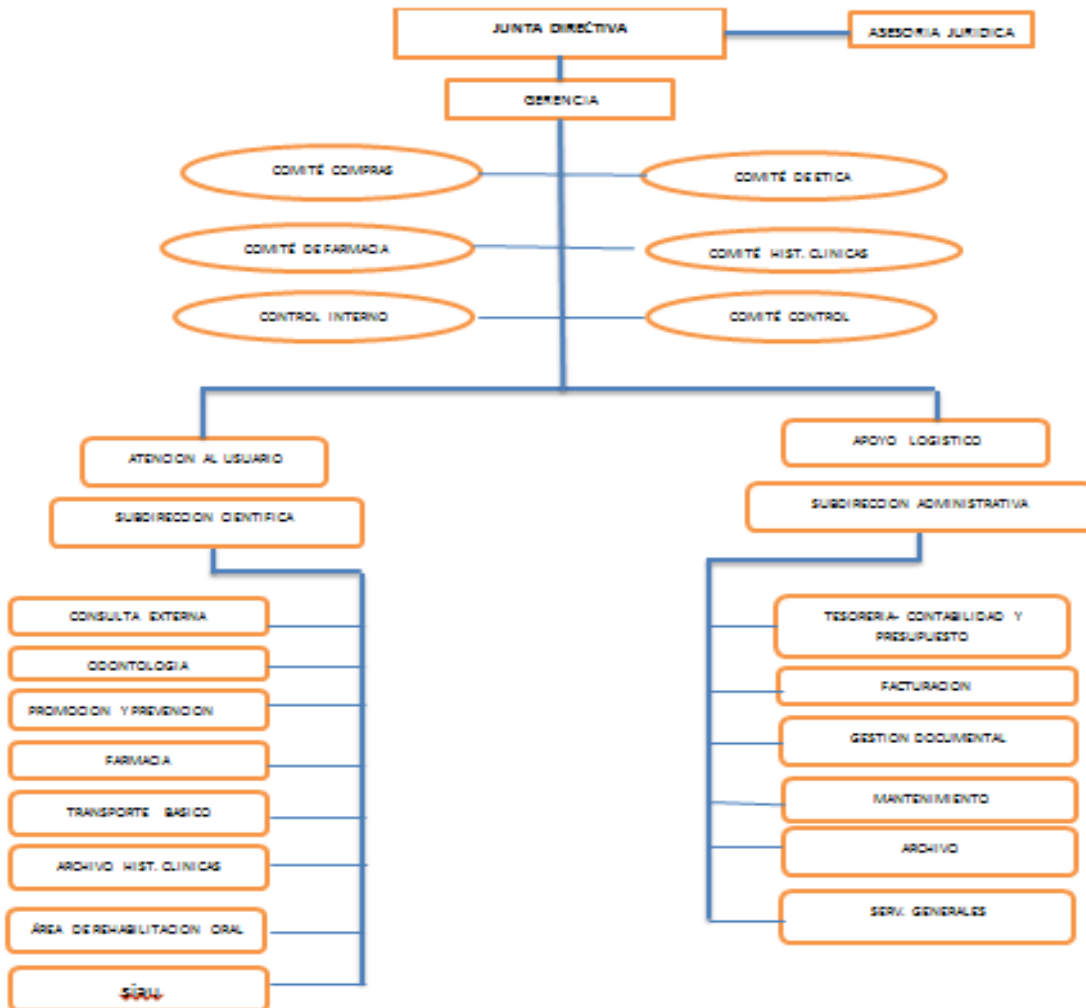 JUNTA DIRECTIVA
ASESORIA JURIDICA
GERENCIA
COMITÉ COMPRAS
COMITÉ DE ETICA
COMITÉ DE FARMACIA
COMITÉ HIST. CLINICAS
CONTROL INTERNO
COMITÉ CONTROL
ATENCION AL USUARIO
APOYO LOGISTICO
SUBDIRECCION CIENTIFICA
SUBDIRECCION ADMINISTRATIVA
CONSULTA EXTERNA
ODONTOLOGIA
PROMOCION Y PREVENCION
FARMACIA
TRANSPORTE BASICO
ARCHIVO HIST. CLINICAS
ÁREA DE REHABILITACION ORAL
TESORERIA- CONTABILIDAD Y
PRESUPUESTO
FACTURACION
GESTION DOCUMENTAL
MANTENIMIENTO
ARCHIVO
SERV. GENERALES